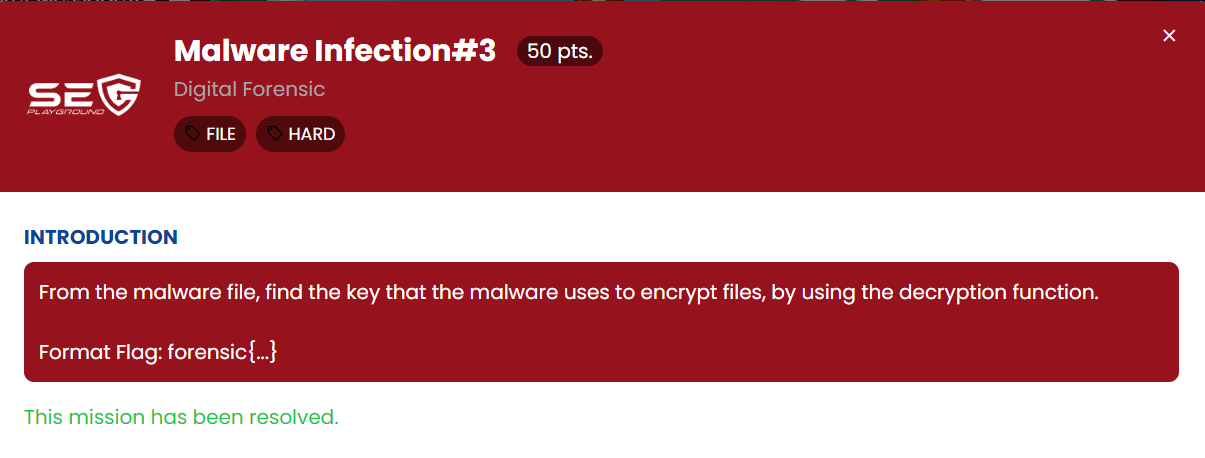 Malware Infection#3 50 pts.
×
SEC
PLAYGROUND
Digital Forensic
FILE HARD
INTRODUCTION
From the malware file, find the key that the malware uses to encrypt files, by using the decryption function.
Format Flag: forensic{...}
This mission has been resolved.